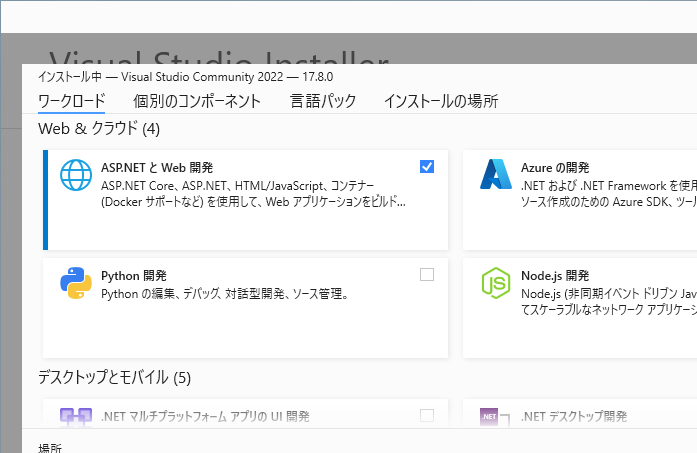 Visual Studio Installer
インストール中 — Visual Studio Community 2022 — 17.8.0
ワークロード 個別のコンポーネント 言語パック インストールの場所
Web & クラウド (4)
ASP.NET と Web 開発
ASP.NET Core、ASP.NET、HTML/JavaScript、コンテナー
(Docker サポートなど) を使用して、Web アプリケーションをビルド...
Azure の開発
.NET および .NET Framework を使用
ソース作成のための Azure SDK、ツール
Python 開発
Python の編集、デバッグ、対話型開発、ソース管理。
Node.js 開発
Node.js (非同期イベント ドリブン Jav
てスケーラブルなネットワーク アプリケーシ
デスクトップとモバイル (5)
.NET マルチプラットフォーム アプリの UI 開発
.NET
.NET デスクトップ開発
場所